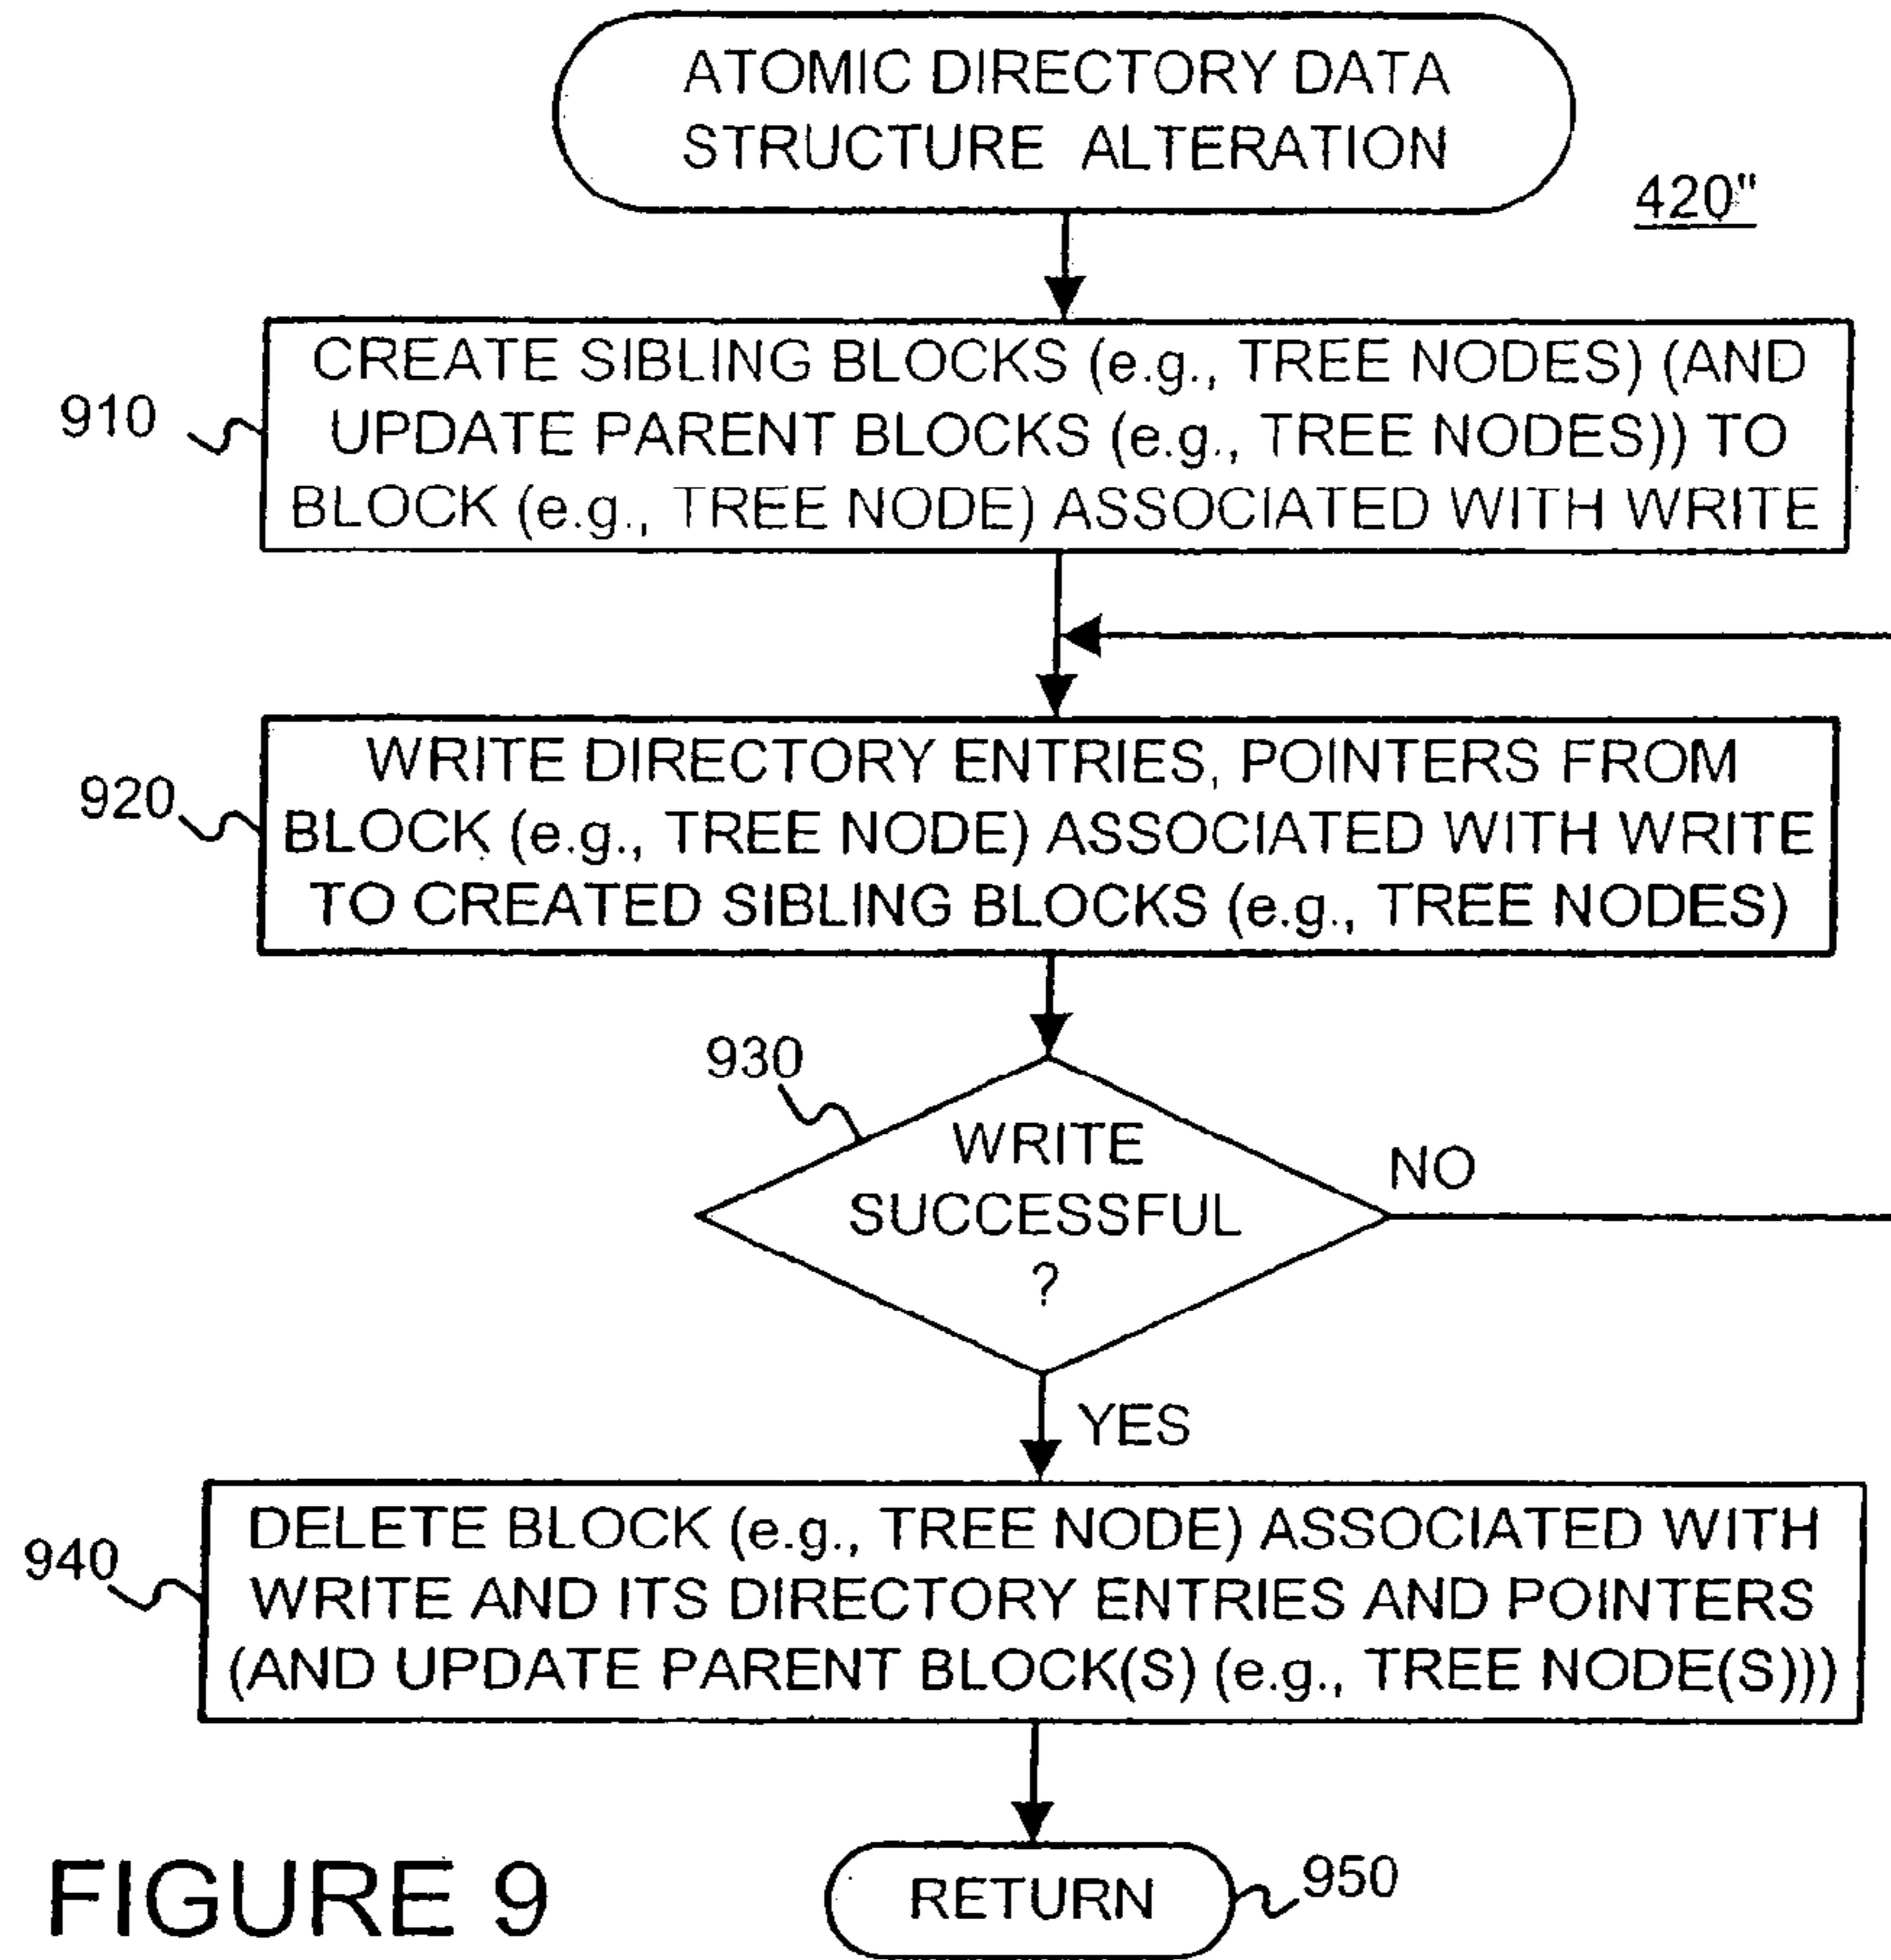 ATOMIC DIRECTORY DATA
STRUCTURE ALTERATION
420"
910
CREATE SIBLING BLOCKS (e.g., TREE NODES) (AND
UPDATE PARENT BLOCKS (e.g., TREE NODES)) TO
BLOCK (e.g., TREE NODE) ASSOCIATED WITH WRITE
920
WRITE DIRECTORY ENTRIES, POINTERS FROM
BLOCK (e.g., TREE NODE) ASSOCIATED WITH WRITE
TO CREATED SIBLING BLOCKS (e.g., TREE NODES)
930
WRITE
SUCCESSFUL
?
NO
YES
940
DELETE BLOCK (e.g., TREE NODE) ASSOCIATED WITH
WRITE AND ITS DIRECTORY ENTRIES AND POINTERS
(AND UPDATE PARENT BLOCK(S) (e.g., TREE NODE(S)))
RETURN
950
FIGURE 9